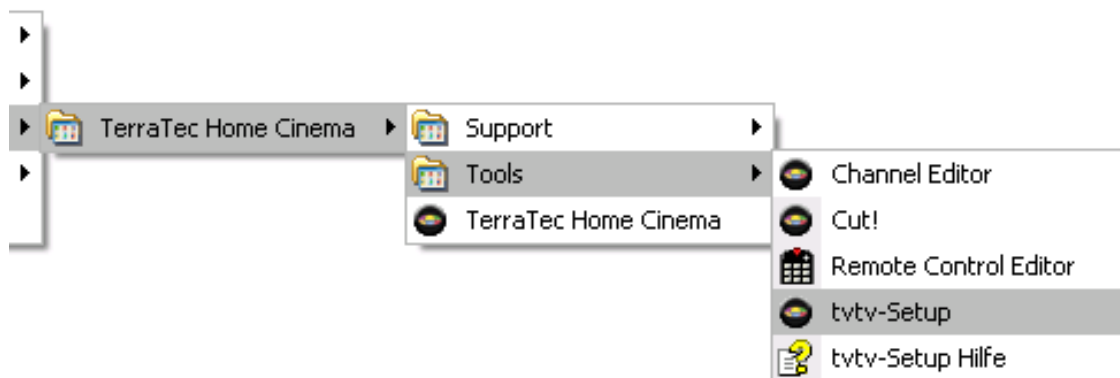 TerraTec Home Cinema
Support
Tools
TerraTec Home Cinema
Channel Editor
Cut!
Remote Control Editor
tvtv-Setup
tvtv-Setup Hilfe